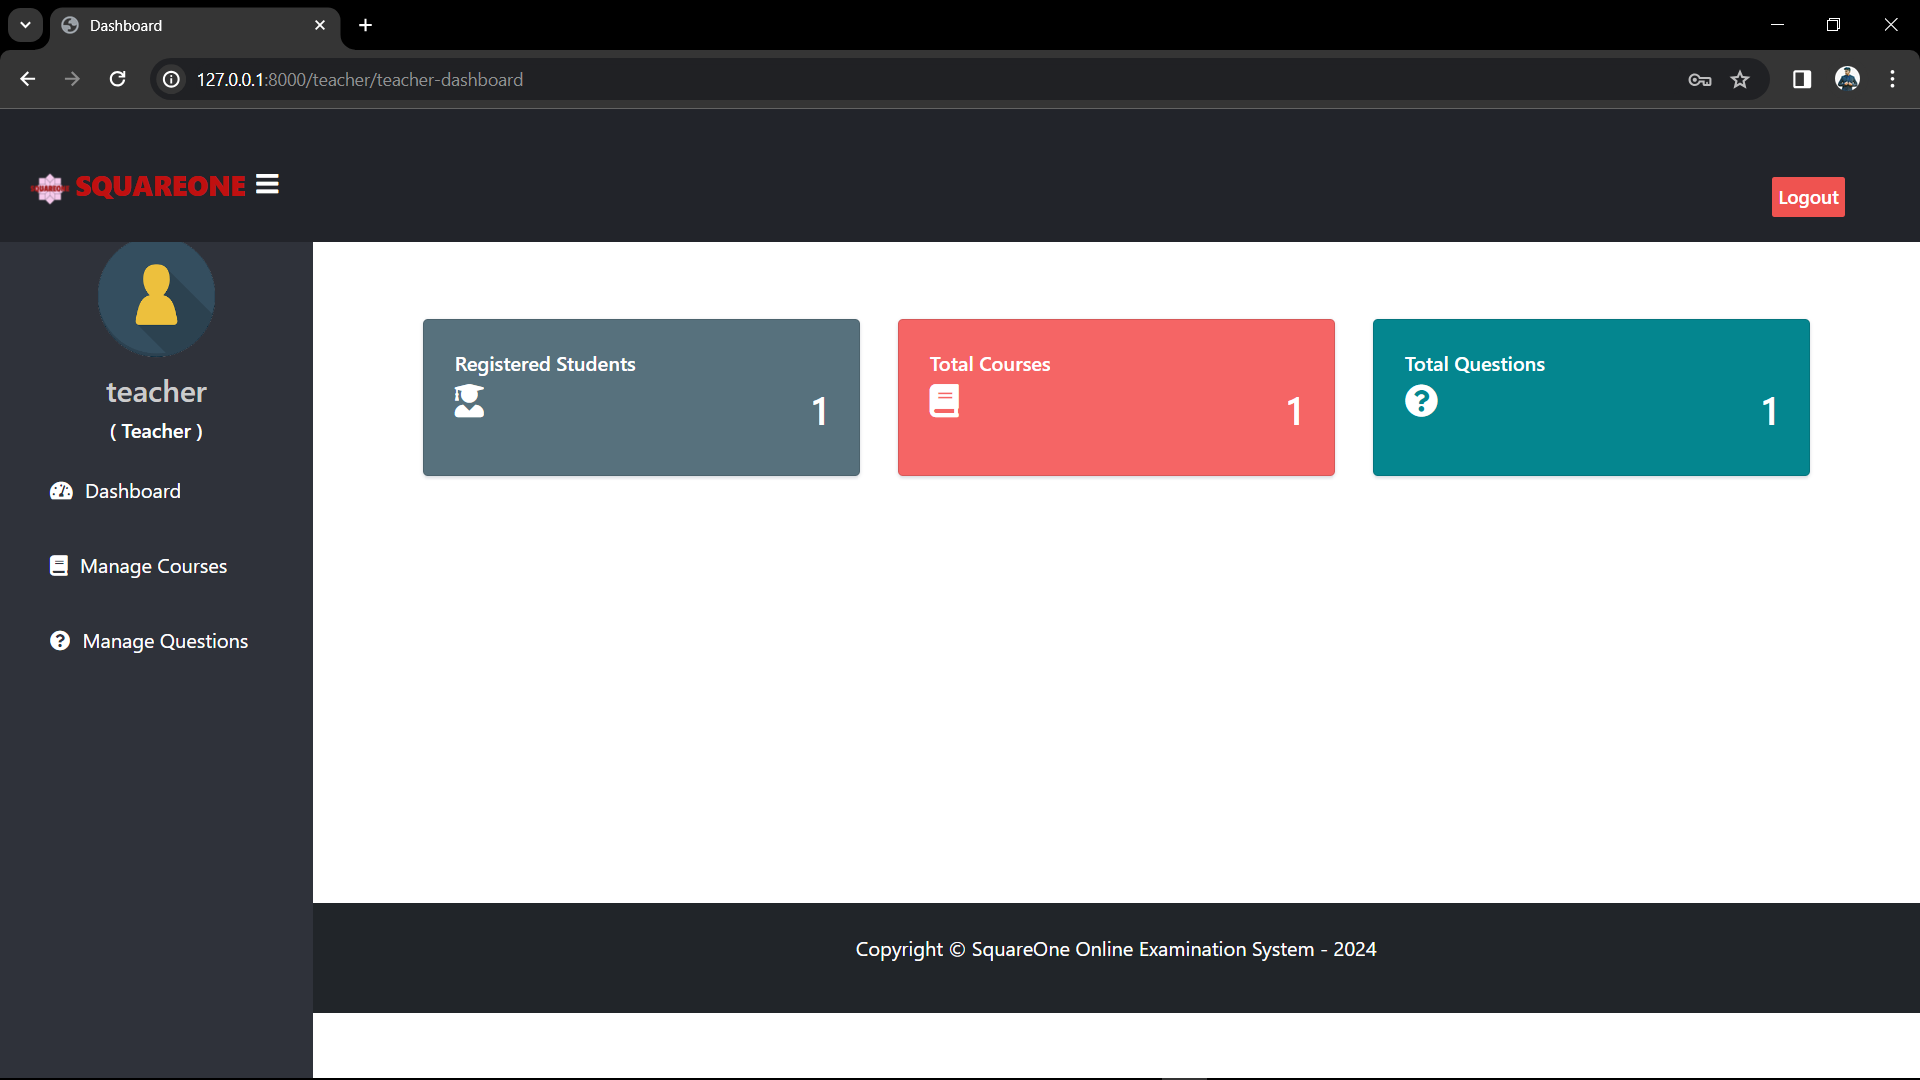 Dashboard
127.0.0.1:8000/teacher/teacher-dashboard
SQUAREONE SQUAREONE
Logout
teacher
( Teacher )
Dashboard
Manage Courses
Manage Questions
Registered Students
1
Total Courses
1
Total Questions
1
Copyright © SquareOne Online Examination System - 2024